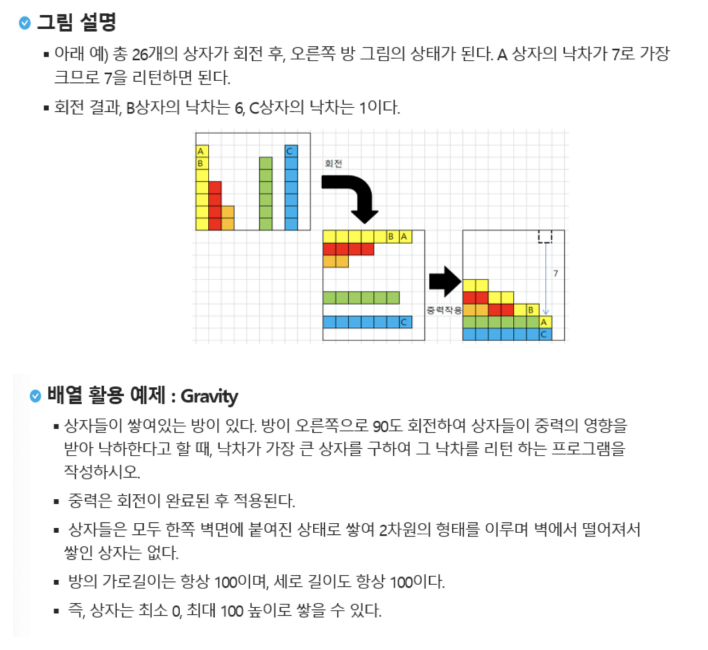 그림 설명
아래 예) 총 26개의 상자가 회전 후, 오른쪽 방 그림의 상태가 된다. A 상자의 낙차가 7로 가장
크므로 7을 리턴하면 된다.
회전 결과, B상자의 낙차는 6, C상자의 낙차는 1이다.
A
C
B
회전
B A
7
중력작용
B
A
C
C
배열 활용 예제 : Gravity
상자들이 쌓여있는 방이 있다. 방이 오른쪽으로 90도 회전하여 상자들이 중력의 영향을
받아 낙하한다고 할 때, 낙차가 가장 큰 상자를 구하여 그 낙차를 리턴 하는 프로그램을
작성하시오.
중력은 회전이 완료된 후 적용된다.
상자들은 모두 한쪽 벽면에 붙여진 상태로 쌓여 2차원의 형태를 이루며 벽에서 떨어져서
쌓인 상자는 없다.
방의 가로길이는 항상 100이며, 세로 길이도 항상 100이다.
즉, 상자는 최소 0, 최대 100 높이로 쌓을 수 있다.